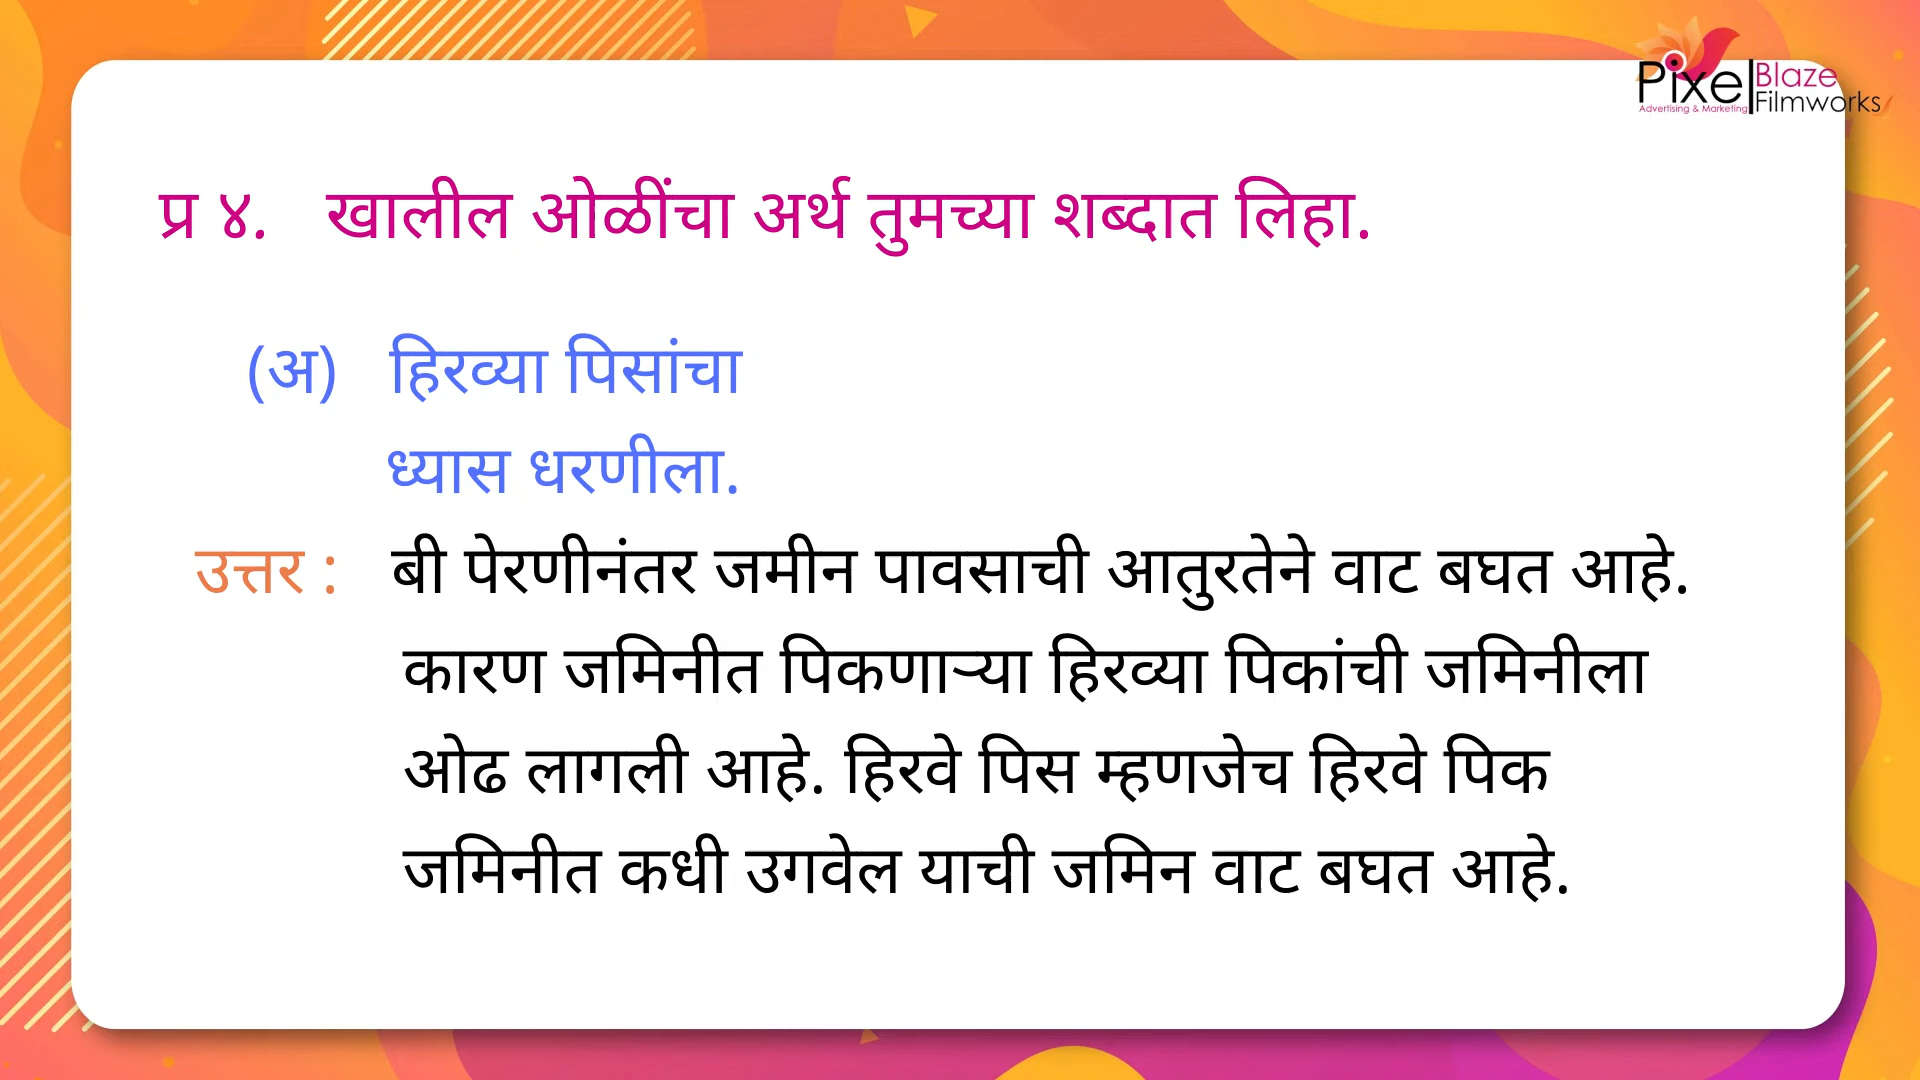 Pixel Blaze Filmworks
Advertising & Marketing
प्र ४. खालील ओळींचा अर्थ तुमच्या शब्दात लिहा.
(अ) हिरव्या पिसांचा
ध्यास धरणीला.
उत्तर : बी पेरणीनंतर जमीन पावसाची आतुरतेने वाट बघत आहे.
कारण जमिनीत पिकणाऱ्या हिरव्या पिकांची जमिनीला
ओढ लागली आहे. हिरवे पिस म्हणजेच हिरवे पिक
जमिनीत कधी उगवेल याची जमिन वाट बघत आहे.